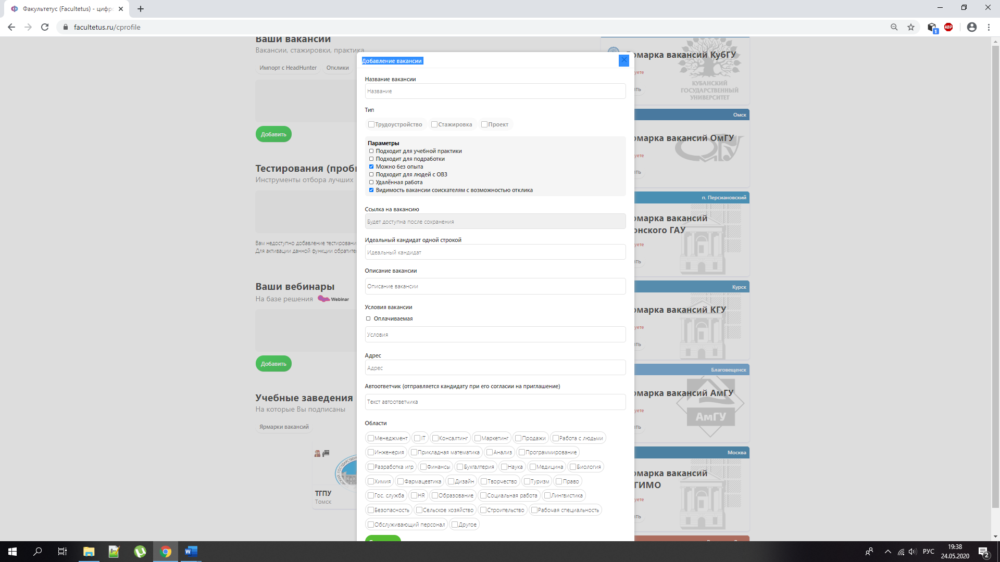 Факультетус (Facultetus) - цифр
facultetus.ru/cprofile
Ваши вакансии
Вакансии, стажировки, практика
Импорт с HeadHunter
Отклики
Добавить
Тестирования (проб
Инструменты отбора лучших
Вам недоступно добавление тестировани
Для активации данной функции обратите
Ваши вебинары
На базе решения Webinar
Добавить
Учебные заведения
На которые Вы подписаны
Ярмарки вакансий
ТГПУ
Томск
Добавление вакансии
Название вакансии
Название
Тип
Трудоустройство
Стажировка
Проект
Параметры
Подходит для учебной практики
Подходит для подработки
Можно без опыта
Подходит для людей с ОВЗ
Удалённая работа
Видимость вакансии соискателям с возможностью отклика
Ссылка на вакансию
Будет доступна после сохранения
Идеальный кандидат одной строкой
Идеальный кандидат
Описание вакансии
Описание вакансии
Условия вакансии
Оплачиваемая
Условия
Адрес
Адрес
Автоответчик (отправляется кандидату при его согласии на приглашение)
Текст автоответчика
Области
Менеджмент IT Консалтинг Маркетинг Продажи Работа с людьми
Инженерия Прикладная математика Анализ Программирование
Разработка игр Финансы Бухгалтерия Наука Медицина Биология
Химия Фармацевтика Дизайн Творчество Туризм Право
Гос. служба HR Образование Социальная работа Лингвистика
Безопасность Сельское хозяйство Строительство Рабочая специальность
Обслуживающий персонал Другое
омарка вакансий КубГУ
уете
ть
КУБАНСКИЙ
ГОСУДАРСТВЕННЫЙ
УНИВЕРСИТЕТ
Омск
омарка вакансий ОмГУ
уете
ть
п. Персиановский
омарка вакансий
онского ГАУ
уете
ать
Курск
омарка вакансий КГУ
уете
ть
Благовещенск
омарка вакансий АмГУ
уете
ть
АмГУ
Москва
омарка вакансий
ГИМО
уете
ть
ABP
1
РУС
19:38
24.05.2020
2